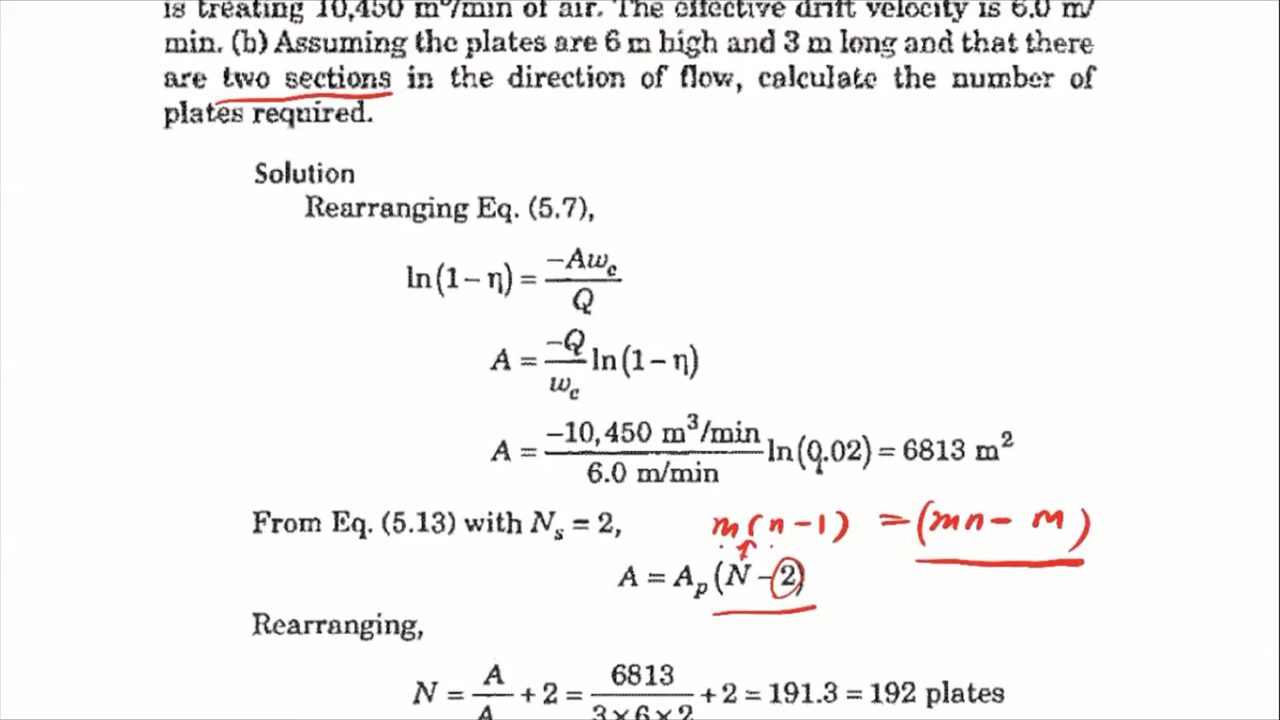 is treating 10,450 m³/min of air. The effective drift velocity is 6.0 m/
min. (b) Assuming the plates are 6 m high and 3 m long and that there
are two sections in the direction of flow, calculate the number of
plates required.
Solution
Rearranging Eq. (5.7),
ln(1 − η) = −Aw_c / Q
A = −Q / w_c ln(1 − η)
A = −10,450 m³/min / 6.0 m/min ln(0.02) = 6813 m²
From Eq. (5.13) with N_s = 2,
m(n−1) = (mn − m)
A = A_p (N − 2)
Rearranging,
N = A / A + 2 = 6813 / 3 × 6 × 2 + 2 = 191.3 = 192 plates